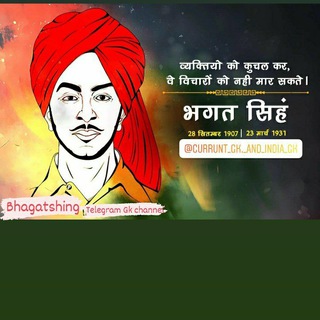 व्यक्तियो को कुचल कर,
वे विचारों को नही मार सकते।
भगत सिहं
28 सितम्बर 1907 | 23 मार्च 1931
@CURRUNT_GK_AND_INDIA_GK
Bhagatshing
Telegram Gk channel